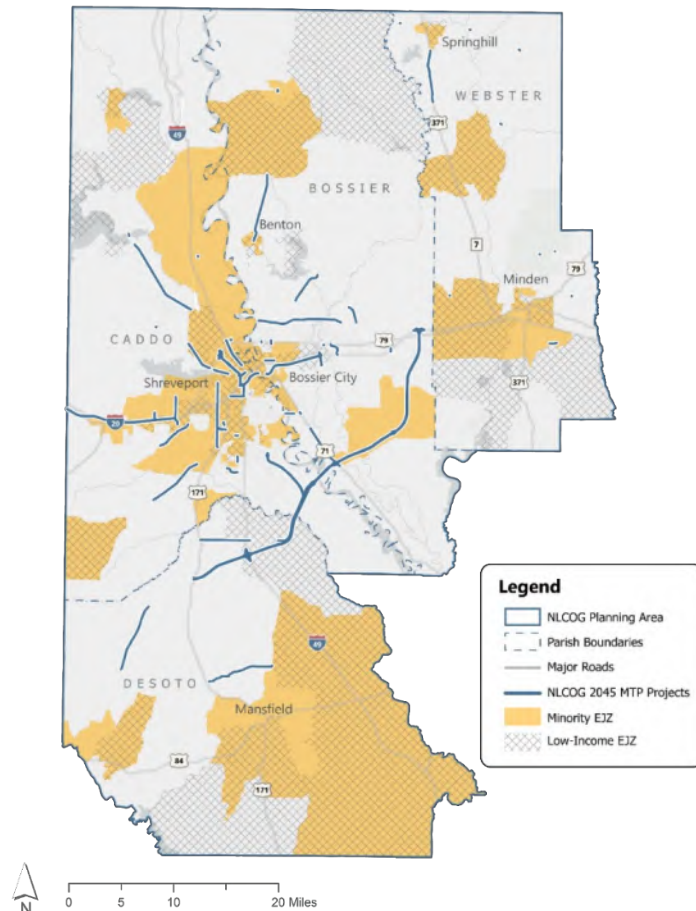 Springhill
WEBSTER
371
49
BOSSIER
Benton
7
79
Minden
CADDO
79
Shreveport
Bossier City
371
20
71
171
Legend
NLCOG Planning Area
Parish Boundaries
Major Roads
NLCOG 2045 MTP Projects
Minority EJZ
Low-Income EJZ
49
DESOTO
Mansfield
84
171
N
0 5 10 20 Miles